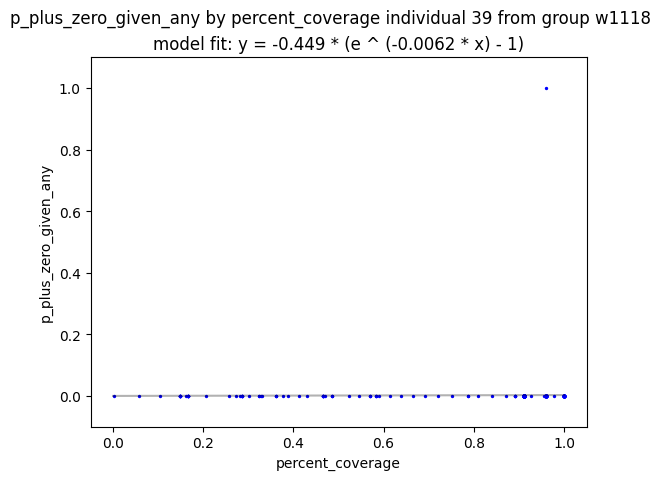 p_plus_zero_given_any by percent_coverage individual 39 from group w1118
model fit: y = -0.449 * (e ^ (-0.0062 * x) - 1)
1.0
0.8
0.6
0.4
0.2
0.0
p_plus_zero_given_any
0.0 0.2 0.4 0.6 0.8 1.0
percent_coverage